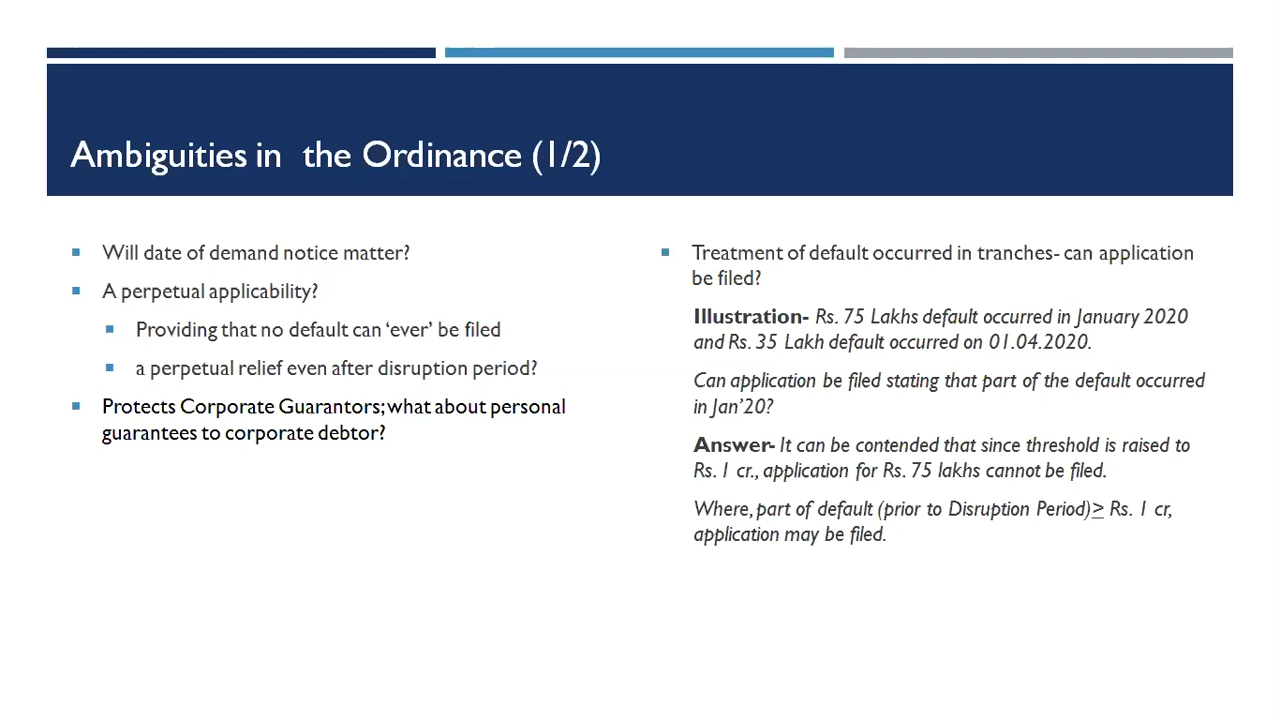 Ambiguities in the Ordinance (1/2)
Will date of demand notice matter?
A perpetual applicability?
Providing that no default can ‘ever’ be filed
a perpetual relief even after disruption period?
Protects Corporate Guarantors; what about personal
guarantees to corporate debtor?
Treatment of default occurred in tranches- can application
be filed?
Illustration- Rs. 75 Lakhs default occurred in January 2020
and Rs. 35 Lakh default occurred on 01.04.2020.
Can application be filed stating that part of the default occurred
in Jan’20?
Answer- It can be contended that since threshold is raised to
Rs. 1 cr., application for Rs. 75 lakhs cannot be filed.
Where, part of default (prior to Disruption Period)≥ Rs. 1 cr,
application may be filed.